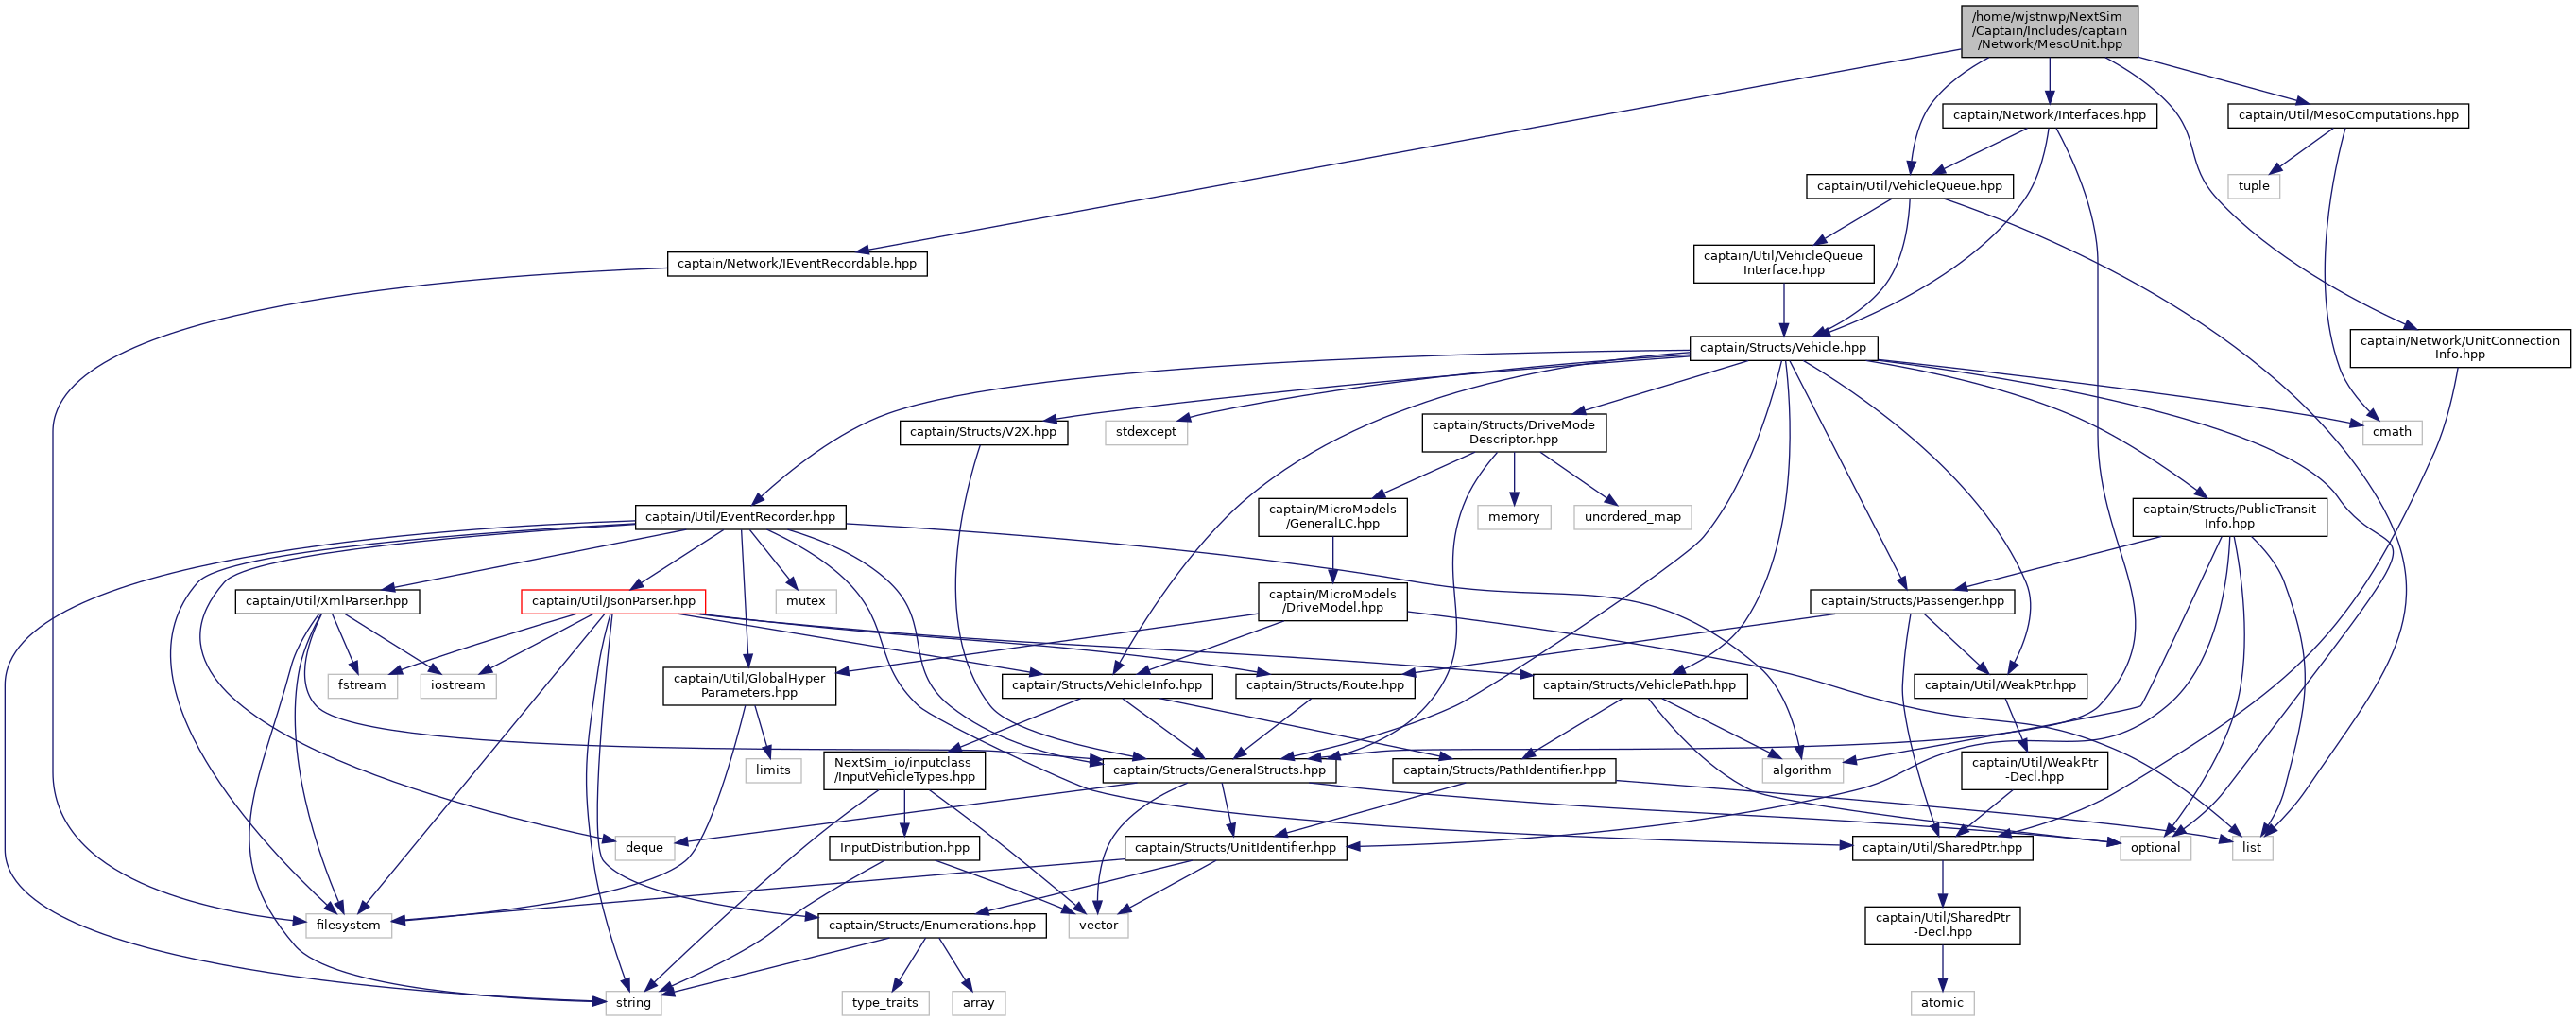 /home/wjstnwp/NextSim
/Captain/Includes/captain
/Network/MesoUnit.hpp
captain/Network/Interfaces.hpp
captain/Util/MesoComputations.hpp
captain/Util/VehicleQueue.hpp
tuple
captain/Network/IEventRecordable.hpp
captain/Util/VehicleQueue
Interface.hpp
captain/Structs/Vehicle.hpp
captain/Network/UnitConnection
Info.hpp
captain/Structs/V2X.hpp
stdexcept
captain/Structs/DriveMode
Descriptor.hpp
cmath
captain/Util/EventRecorder.hpp
captain/MicroModels
/GeneralLC.hpp
memory
unordered_map
captain/Structs/PublicTransit
Info.hpp
captain/Util/XmlParser.hpp
captain/Util/JsonParser.hpp
mutex
captain/MicroModels
/DriveModel.hpp
captain/Structs/Passenger.hpp
fstream
iostream
captain/Util/GlobalHyper
Parameters.hpp
captain/Structs/VehicleInfo.hpp
captain/Structs/Route.hpp
captain/Structs/VehiclePath.hpp
captain/Util/WeakPtr.hpp
limits
NextSim_io/inputclass
/InputVehicleTypes.hpp
captain/Structs/GeneralStructs.hpp
captain/Structs/PathIdentifier.hpp
algorithm
captain/Util/WeakPtr
-Decl.hpp
deque
InputDistribution.hpp
captain/Structs/UnitIdentifier.hpp
captain/Util/SharedPtr.hpp
optional
list
filesystem
captain/Structs/Enumerations.hpp
vector
captain/Util/SharedPtr
-Decl.hpp
string
type_traits
array
atomic